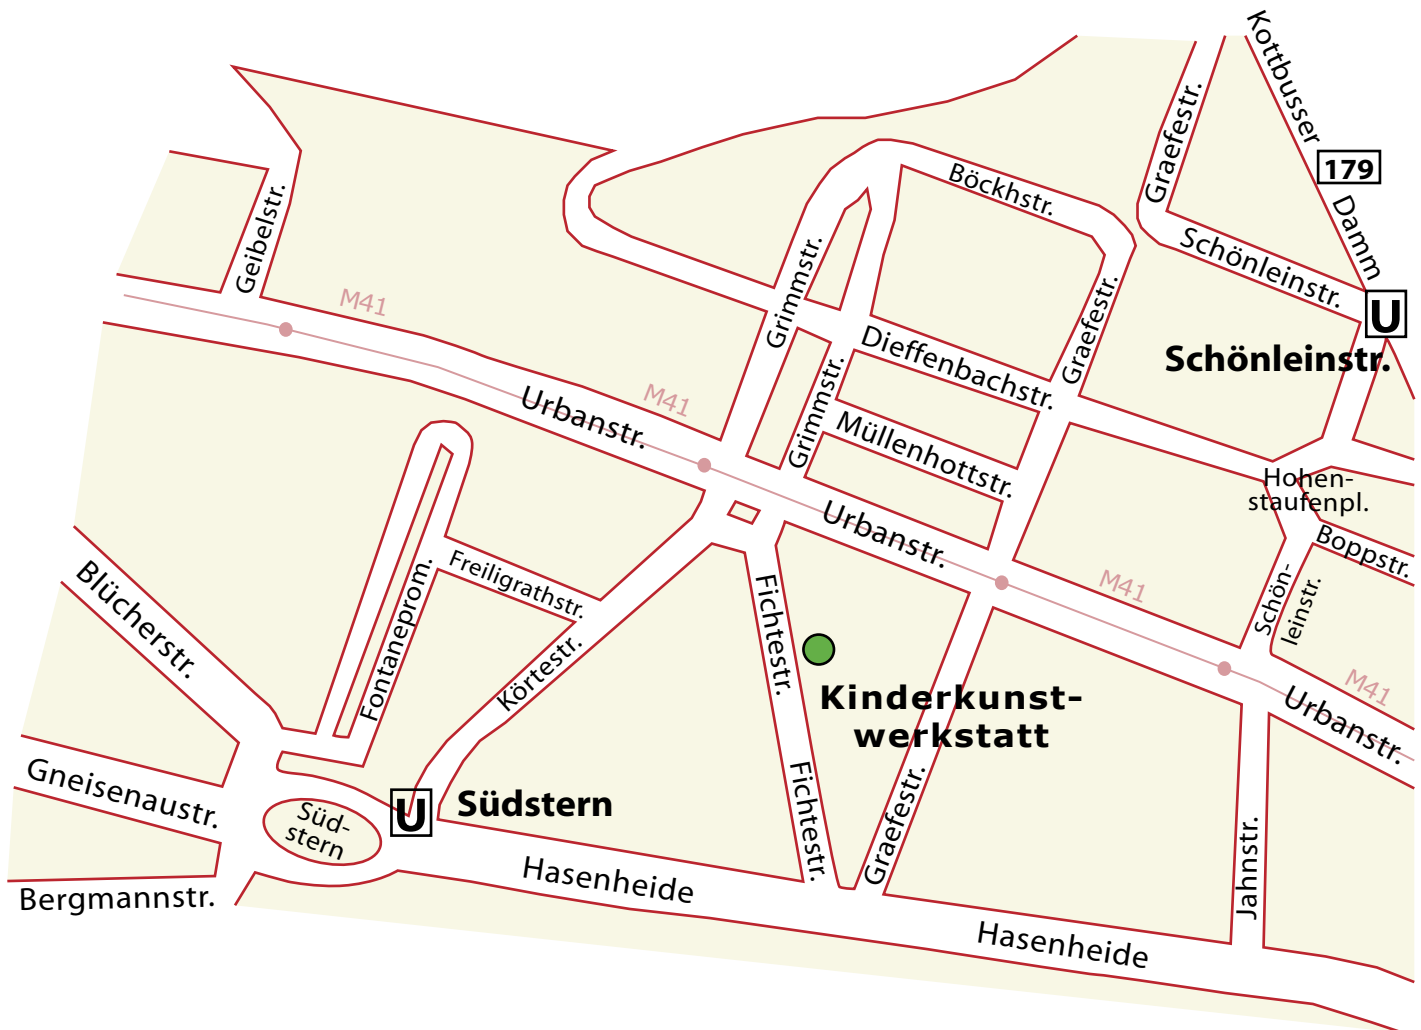 Kottbusser
Damm
179
Graefestr.
Böckhstr.
Geibelstr.
Schönleinstr.
M41
Grimmstr.
U
Schönleinstr.
Graefestr.
Dieffenbachstr.
M41
Urbanstr.
Grimmstr.
Müllenhottstr.
Hohen-
staufenpl.
Urbanstr.
Boppstr.
M41
Schön-
leinstr.
Freiligrathstr.
Blücherstr.
Fontaneprom.
Körtestr.
Fichtestr.
Kinderkunst-
werkstatt
M41
Urbanstr.
Gneisenaustr.
U
Südstern
Süd-
stern
Fichtestr.
Graefestr.
Jahnstr.
Hasenheide
Bergmannstr.
Hasenheide